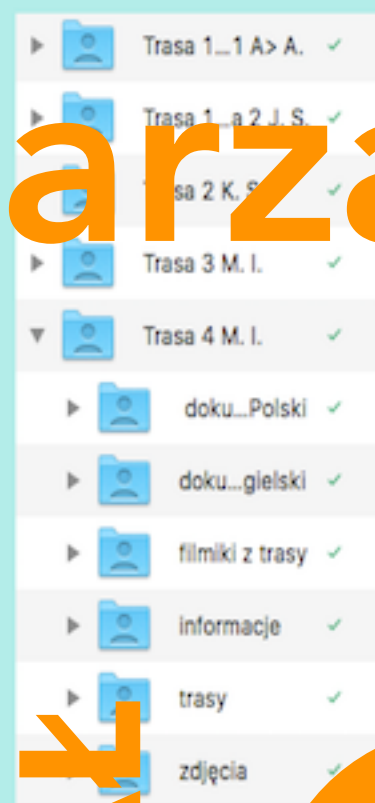 Trasa 1...1 A> A.
Trasa 1...a 2 J. S.
arza
sa 2 K. S
Trasa 3 M. I.
Trasa 4 M. I.
doku...Polski
doku...gielski
filmiki z trasy
informacje
trasy
zdjęcia